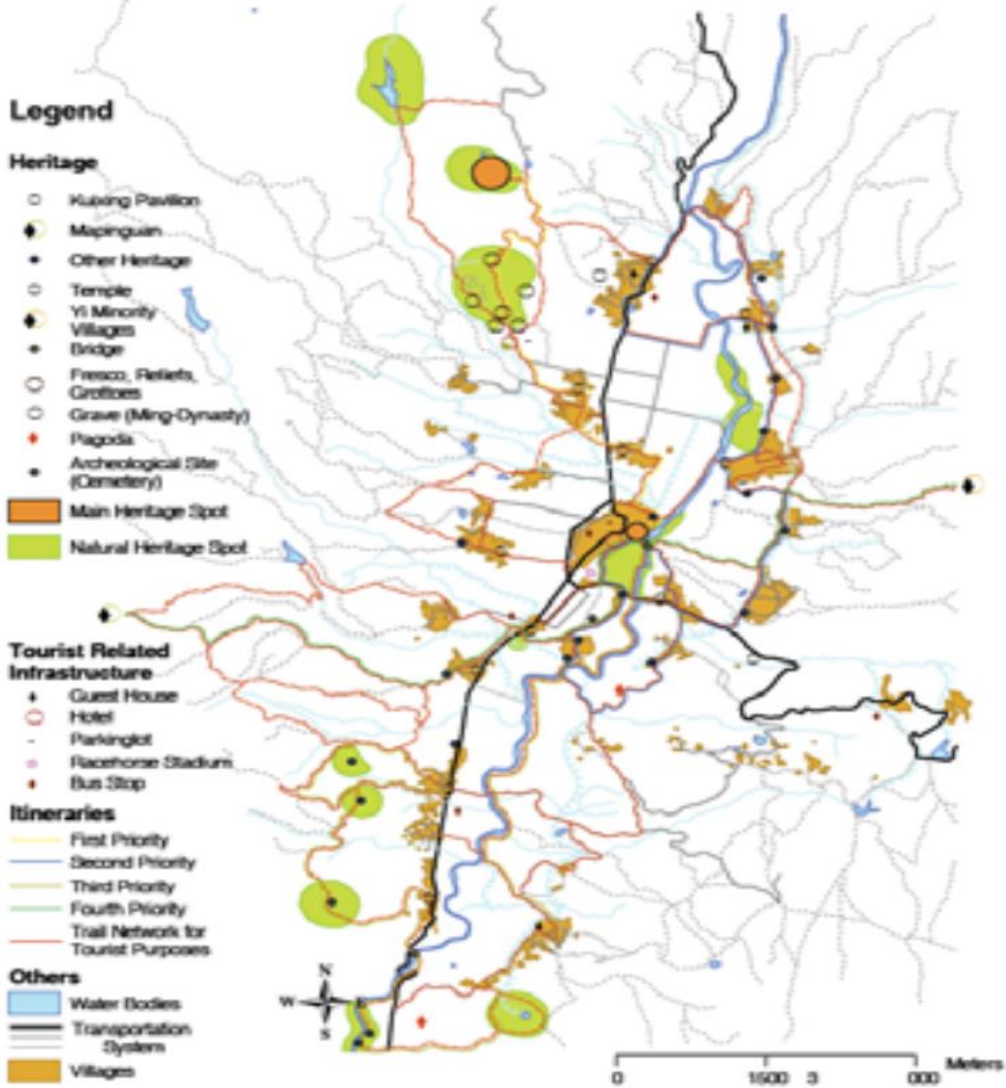 Legend
Heritage
Kuixing Pavilion
Mapinguan
Other Heritage
Temple
Yi Minority
Villages
Bridge
Fresco, Reliefs,
Grottoes
Grave (Ming-Dynasty)
Pagoda
Archeological Site
(Cemetery)
Main Heritage Spot
Natural Heritage Spot
Tourist Related
Infrastructure
Guest House
Hotel
Parkinglot
Racehorse Stadium
Bus Stop
Itineraries
First Priority
Second Priority
Third Priority
Fourth Priority
Trail Network for
Tourist Purposes
Others
Water Bodies
Transportation
System
Villages
N
W E
S
0 1500 3 000 Meters